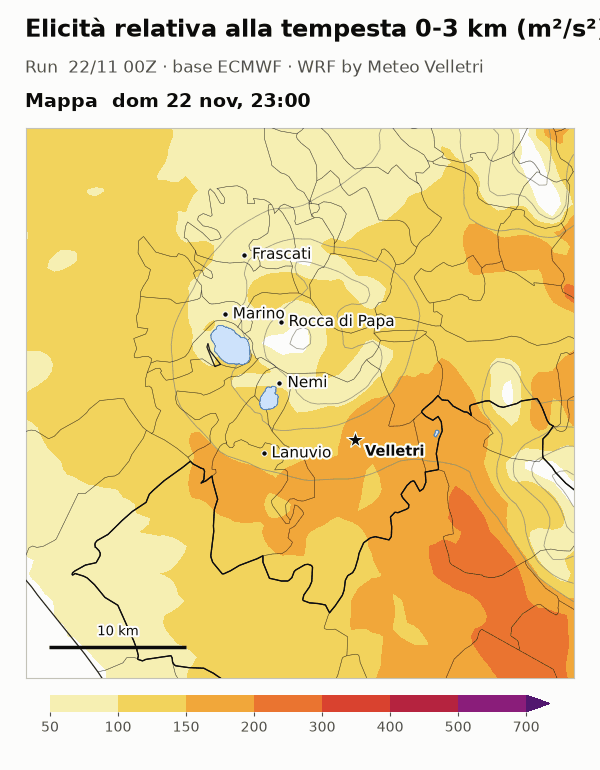 Elicità relativa alla tempesta 0-3 km (m²/s²)
Run  22/11 00Z · base ECMWF · WRF by Meteo Velletri
Mappa  dom 22 nov, 23:00
Frascati
Marino
Rocca di Papa
Nemi
Velletri
Lanuvio
10 km
50 100 150 200 300 400 500 700